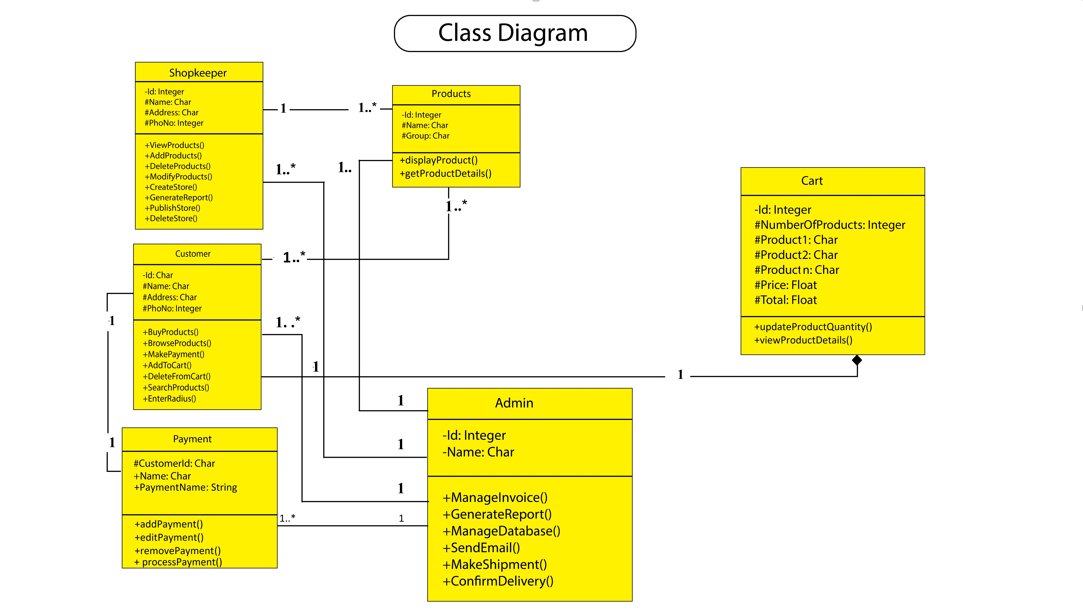 Class Diagram
Shopkeeper
-Id: Integer
#Name: Char
#Address: Char
#PhoNo: Integer
+ViewProducts()
+AddProducts()
+DeleteProducts()
+ModifyProducts()
+CreateStore()
+GenerateReport()
+PublishStore()
+DeleteStore()
1
1..*
Products
-Id: Integer
#Name: Char
#Group: Char
+displayProduct()
+getProductDetails()
1..*
1..
1..*
1..*
Customer
-Id: Char
#Name: Char
#Address: Char
#PhoNo: Integer
+BuyProducts()
+BrowseProducts()
+MakePayment()
+AddToCart()
+DeleteFromCart()
+SearchProducts()
+EnterRadius()
1
1. .*
1
1
Cart
-Id: Integer
#NumberOfProducts: Integer
#Product1: Char
#Product2: Char
#Product n: Char
#Price: Float
#Total: Float
+updateProductQuantity()
+viewProductDetails()
1
Payment
#CustomerId: Char
+Name: Char
+PaymentName: String
+addPayment()
+editPayment()
+removePayment()
+ processPayment()
1..*
1
1
1
1
Admin
-Id: Integer
-Name: Char
+ManageInvoice()
+GenerateReport()
+ManageDatabase()
+SendEmail()
+MakeShipment()
+ConfirmDelivery()